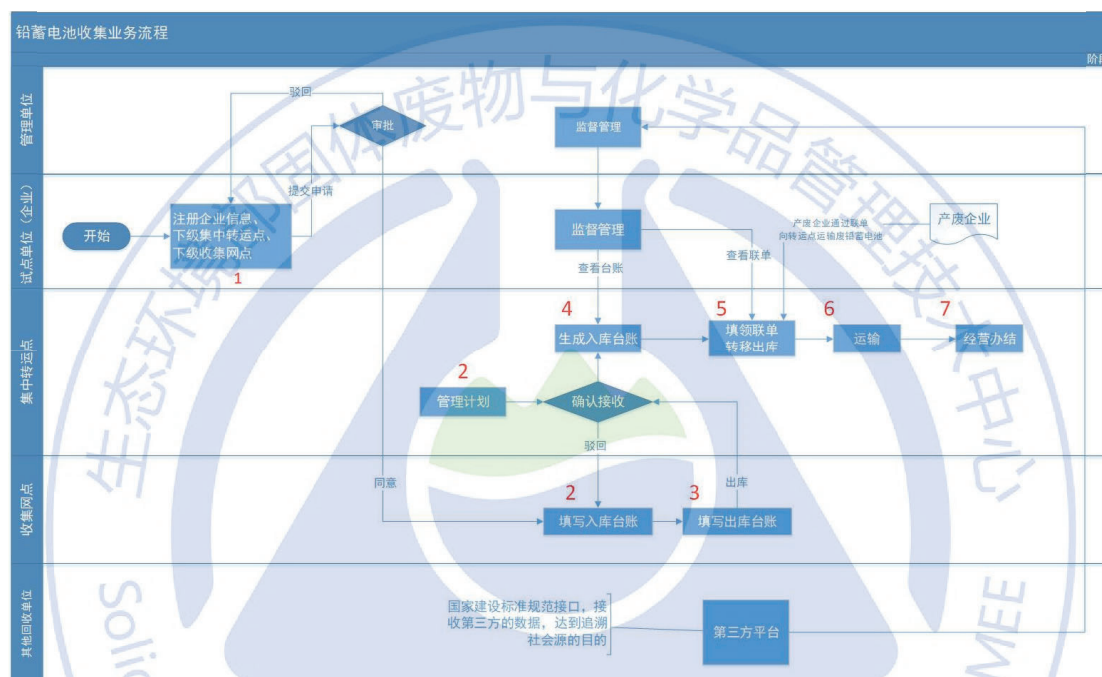 铅蓄电池收集业务流程
阶段
管理单位
驳回
审批
监督管理
试点单位（企业）
开始
注册企业信息、
下级集中转运点、
下级收集网点
1
提交申请
监督管理
查看台账
查看联单
产废企业通过联单
向转运点运输废铅蓄电池
产废企业
集中转运点
4
生成入库台账
5
填领联单
转移出库
6
运输
7
经营办结
2
管理计划
确认接收
驳回
收集网点
同意
2
填写入库台账
3
填写出库台账
出库
其他回收单位
国家建设标准规范接口，接
收第三方的数据，达到追溯
社会源的目的
第三方平台
生态环境部固体废物与化学品管理技术中心
Soli
MEE